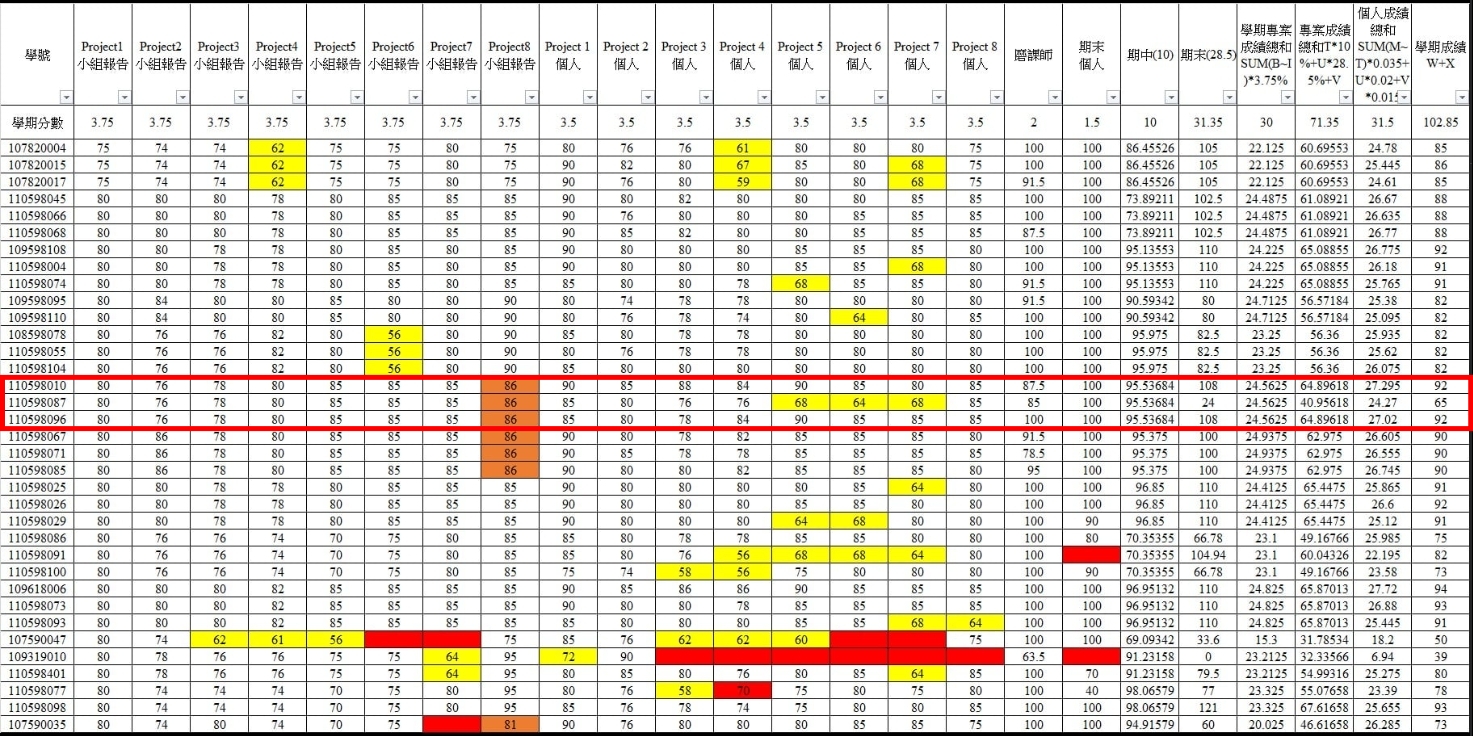 學號
Project1
小組報告
Project2
小組報告
Project3
小組報告
Project4
小組報告
Project5
小組報告
Project6
小組報告
Project7
小組報告
Project8
小組報告
Project 1
個人
Project 2
個人
Project 3
個人
Project 4
個人
Project 5
個人
Project 6
個人
Project 7
個人
Project 8
個人
磨課師
期末
個人
期中(10)
期末(28.5)
學期專案
成績總和
SUM(B~I
)*3.75%
專案成績
總和T*10
%+U*28.
5%+V
個人成績
總和
SUM(M~
T)*0.035+
U*0.02+V
*0.015
學期成績
W+X
學期分數 3.75 3.75 3.75 3.75 3.75 3.75 3.75 3.75 3.5 3.5 3.5 3.5 3.5 3.5 3.5 3.5 2 1.5 10 31.35 30 71.35 31.5 102.85
107820004 75 74 74 62 75 75 80 75 80 76 76 61 80 80 80 75 100 100 86.45526 105 22.125 60.69553 24.78 85
107820015 75 74 74 62 75 75 80 75 90 82 80 67 85 80 68 75 100 100 86.45526 105 22.125 60.69553 25.445 86
107820017 75 74 74 62 75 75 80 75 90 76 80 59 80 80 68 75 91.5 100 86.45526 105 22.125 60.69553 24.61 85
110598045 80 80 80 78 80 85 85 85 90 80 82 80 80 80 85 85 100 100 73.89211 102.5 24.4875 61.08921 26.67 88
110598066 80 80 80 78 80 85 85 85 90 76 80 80 80 85 85 85 100 100 73.89211 102.5 24.4875 61.08921 26.635 88
110598068 80 80 80 78 80 85 85 85 90 85 82 80 80 80 85 85 87.5 100 73.89211 102.5 24.4875 61.08921 26.77 88
109598108 80 80 78 78 80 85 80 85 90 80 80 80 85 85 85 80 100 100 95.13553 110 24.225 65.08855 26.775 92
110598004 80 80 78 78 80 85 80 85 90 80 80 80 85 85 68 80 100 100 95.13553 110 24.225 65.08855 26.18 91
110598074 80 80 78 78 80 85 80 85 85 80 80 78 68 85 85 80 91.5 100 95.13553 110 24.225 65.08855 25.765 91
109598095 80 84 80 80 85 80 80 90 80 74 78 78 80 80 80 80 91.5 100 90.59342 80 24.7125 56.57184 25.38 82
109598110 80 84 80 80 85 80 80 90 80 76 78 74 80 64 80 80 100 100 90.59342 80 24.7125 56.57184 25.095 82
108598078 80 76 76 82 80 56 80 90 85 80 78 78 80 80 80 80 100 100 95.975 82.5 23.25 56.36 25.935 82
110598055 80 76 76 82 80 56 80 90 80 76 78 78 80 80 80 80 100 100 95.975 82.5 23.25 56.36 25.62 82
110598104 80 76 76 82 80 56 80 90 85 80 80 80 80 80 80 80 100 100 95.975 82.5 23.25 56.36 26.075 82
110598010 80 76 78 80 85 85 85 86 90 85 88 84 90 85 80 85 87.5 100 95.53684 108 24.5625 64.89618 27.295 92
110598087 80 76 78 80 85 85 85 86 85 80 76 76 68 64 68 85 85 100 95.53684 24 24.5625 40.95618 24.27 65
110598096 80 76 78 80 85 85 85 86 85 80 78 84 90 85 85 85 100 100 95.53684 108 24.5625 64.89618 27.02 92
110598067 80 86 78 80 85 85 85 86 90 80 78 82 85 85 85 80 91.5 100 95.375 100 24.9375 62.975 26.605 90
110598071 80 86 78 80 85 85 85 86 90 85 78 78 85 85 85 85 78.5 100 95.375 100 24.9375 62.975 26.555 90
110598085 80 86 78 80 85 85 85 86 85 80 80 82 85 85 85 80 95 100 95.375 100 24.9375 62.975 26.745 90
110598025 80 80 78 78 80 85 85 85 90 80 80 80 80 85 64 80 100 100 96.85 110 24.4125 65.4475 25.865 91
110598026 80 80 78 78 80 85 85 85 90 80 80 80 80 85 80 85 100 100 96.85 110 24.4125 65.4475 26.6 92
110598029 80 80 78 78 80 85 85 85 90 80 80 80 64 68 80 80 100 90 96.85 110 24.4125 65.4475 25.12 91
110598086 80 76 76 74 70 75 80 85 85 80 78 78 85 85 80 80 100 80 70.35355 66.78 23.1 49.16766 25.985 75
110598091 80 76 76 74 70 75 80 85 85 80 76 56 68 68 64 80 100 70.35355 104.94 23.1 60.04326 22.195 82
110598100 80 76 76 74 70 75 80 85 75 74 58 56 75 80 80 80 100 90 70.35355 66.78 23.1 49.16766 23.58 73
109618006 80 80 80 82 85 85 85 85 90 85 86 86 90 85 85 85 100 100 96.95132 110 24.825 65.87013 27.72 94
110598073 80 80 80 82 85 85 85 85 90 80 80 78 85 85 85 85 100 100 96.95132 110 24.825 65.87013 26.88 93
110598093 80 80 80 82 85 85 85 85 90 80 80 80 85 85 68 64 100 100 96.95132 110 24.825 65.87013 25.445 91
107590047 80 74 62 61 56 75 85 76 62 62 60 75 100 100 69.09342 33.6 15.3 31.78534 18.2 50
109319010 80 78 76 76 75 75 64 95 72 90 63.5 91.23158 0 23.2125 32.33566 6.94 39
110598401 80 78 76 76 75 75 64 95 80 85 80 76 80 85 64 85 100 70 91.23158 79.5 23.2125 54.99316 25.275 80
110598077 80 74 74 74 70 75 80 95 80 76 58 70 75 80 75 80 100 40 98.06579 77 23.325 55.07658 23.39 78
110598098 80 74 74 74 70 75 80 95 85 76 78 74 75 80 80 80 100 100 98.06579 121 23.325 67.61658 25.655 93
107590035 80 74 80 74 70 75 81 90 76 80 80 80 85 85 75 100 100 94.91579 60 20.025 46.61658 26.285 73